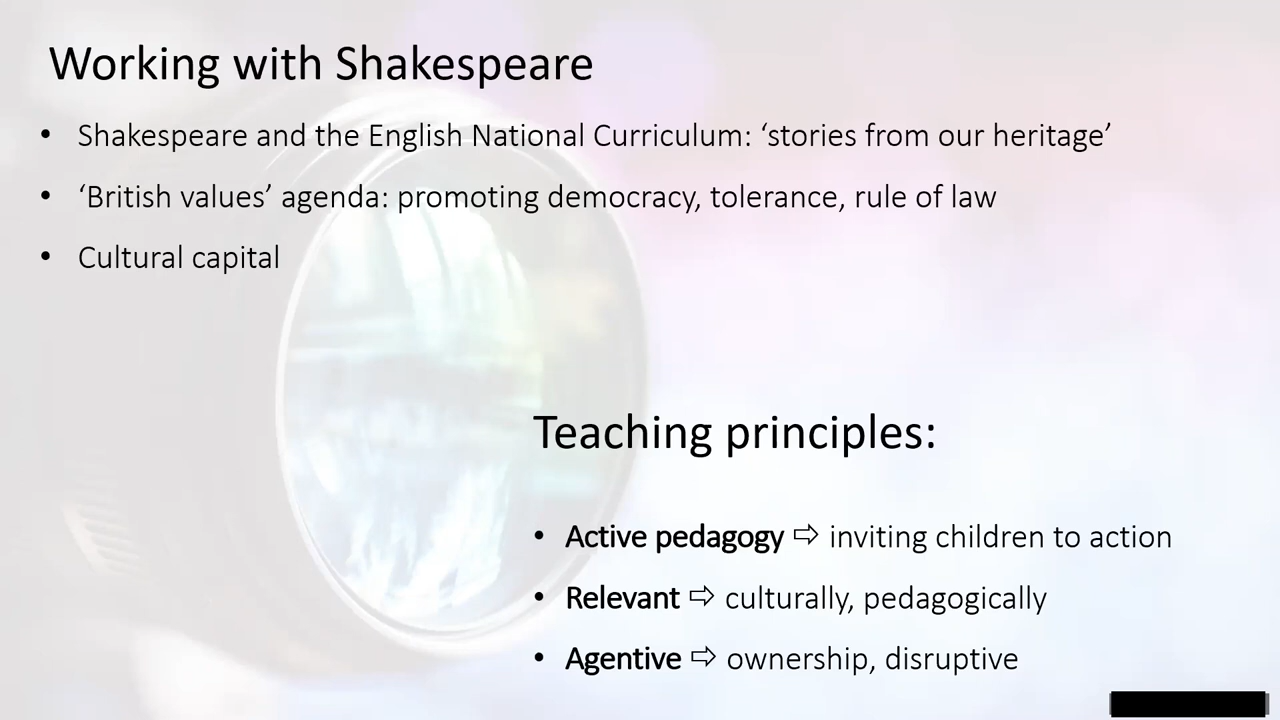 Working with Shakespeare
• Shakespeare and the English National Curriculum: ‘stories from our heritage’
• ‘British values’ agenda: promoting democracy, tolerance, rule of law
• Cultural capital
Teaching principles:
• Active pedagogy ⇨ inviting children to action
• Relevant ⇨ culturally, pedagogically
• Agentive ⇨ ownership, disruptive